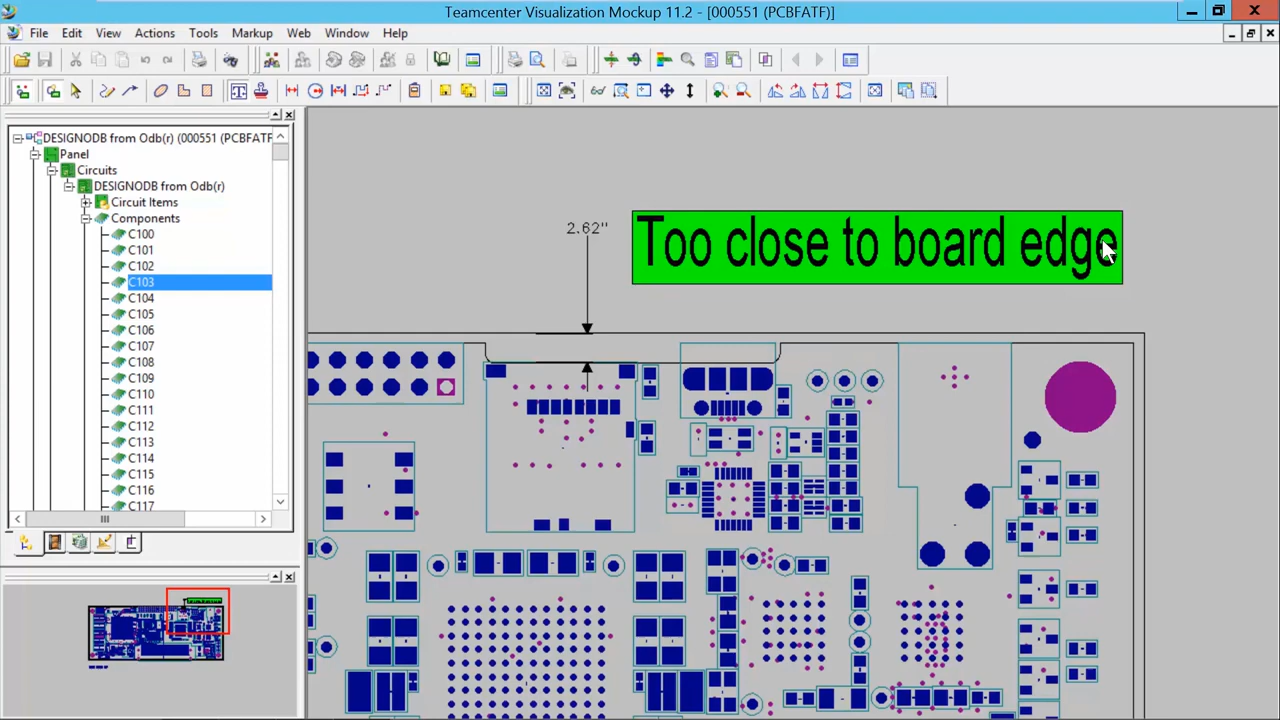 Teamcenter Visualization Mockup 11.2 - [000551 (PCBFATF)]
File Edit View Actions Tools Markup Web Window Help
DESIGNODB from Odb(r) (000551 (PCBFATF
Panel
Circuits
DESIGNODB from Odb(r)
Circuit Items
Components
C100
C101
C102
C103
C104
C105
C106
C107
C108
C109
C110
C111
C112
C113
C114
C115
C116
C117
2.62"
Too close to board edge